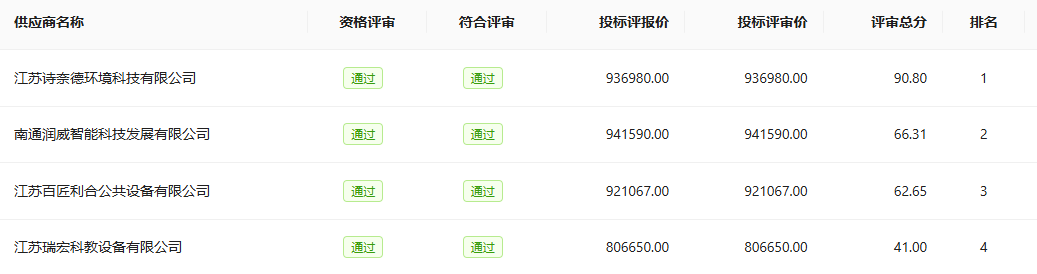 供应商名称 资格评审 符合评审 投标评报价 投标评审价 评审总分 排名
江苏诗柰德环境科技有限公司 通过 通过 936980.00 936980.00 90.80 1
南通润威智能科技发展有限公司 通过 通过 941590.00 941590.00 66.31 2
江苏百匠利合公共设备有限公司 通过 通过 921067.00 921067.00 62.65 3
江苏瑞宏科教设备有限公司 通过 通过 806650.00 806650.00 41.00 4